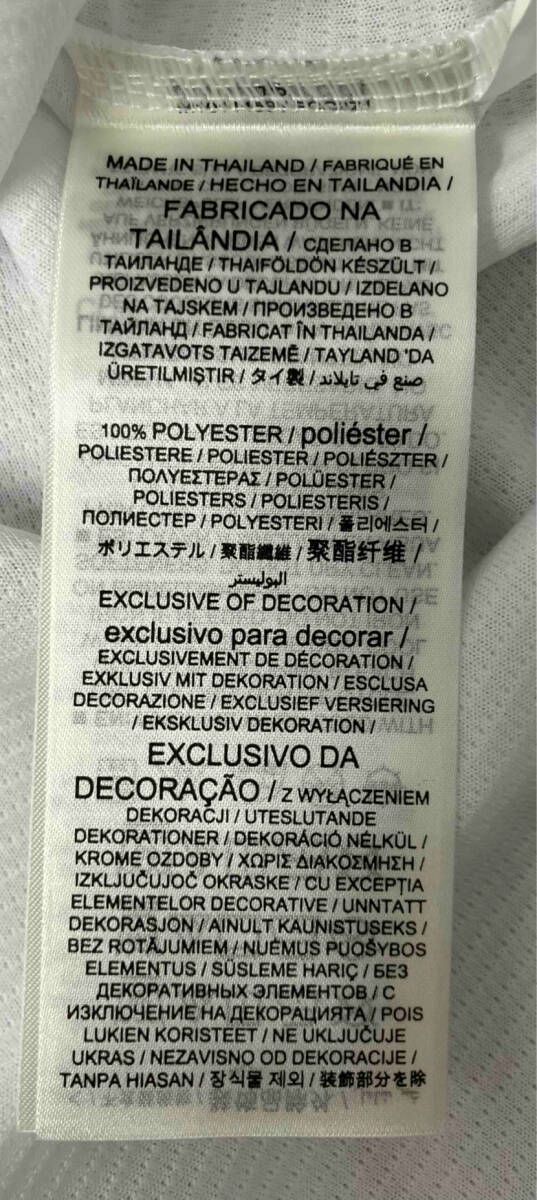 MADE IN THAILAND / FABRIQUÉ EN
THAÏLANDE / HECHO EN TAILANDIA /
FABRICADO NA
TAILÂNDIA / СДЕЛАНО В
ТАИЛАНДЕ / THAIFÖLDÖN KÉSZÜLT /
PROIZVEDENO U TAJLANDU / IZDELANO
NA TAJSKEM / ПРОИЗВЕДЕНО В
ТАЙЛАНД / FABRICAT ÎN THAILANDA /
IZGATAVOTS TAIZEMĒ / TAYLAND 'DA
ÜRETILMIŞTIR / タイ製 / صنع في تايلاند
100% POLYESTER / poliéster /
POLIESTERE / POLIESTER / POLIÉSZTER /
ΠΟΛΥΕΣΤΕΡΑΣ / POLÜESTER /
POLIESTERS / POLIESTERIS /
ПОЛИЕСТЕР / POLYESTERI / 폴리에스터 /
ポリエステル / 聚酯纖維 / 聚酯纤维 /
البوليستر
EXCLUSIVE OF DECORATION /
exclusivo para decorar /
EXCLUSIVEMENT DE DÉCORATION /
EXKLUSIV MIT DEKORATION / ESCLUSA
DECORAZIONE / EXCLUSIEF VERSIERING
/ EKSKLUSIV DEKORATION /
EXCLUSIVO DA
DECORAÇÃO / Z WYŁĄCZENIEM
DEKORACJI / UTESLUTANDE
DEKORATIONER / DEKORÁCIÓ NÉLKÜL /
KROME OZDOBY / ΧΩΡΙΣ ΔΙΑΚΟΣΜΗΣΗ /
IZKLJUČUJOČ OKRASKE / CU EXCEPȚIA
ELEMENTELOR DECORATIVE / UNNTATT
DEKORASJON / AINULT KAUNISTUSEKS /
BEZ ROTĀJUMIEM / NUĖMUS PUOŠYBOS
ELEMENTUS / SÜSLEME HARIÇ / БЕЗ
ДЕКОРАТИВНЫХ ЭЛЕМЕНТОВ / С
ИЗКЛЮЧЕНИЕ НА ДЕКОРАЦИЯТА / POIS
LUKIEN KORISTEET / NE UKLJUČUJE
UKRAS / NEZAVISNO OD DEKORACIJE /
TANPA HIASAN / 장식물 제외 / 装飾部分を除